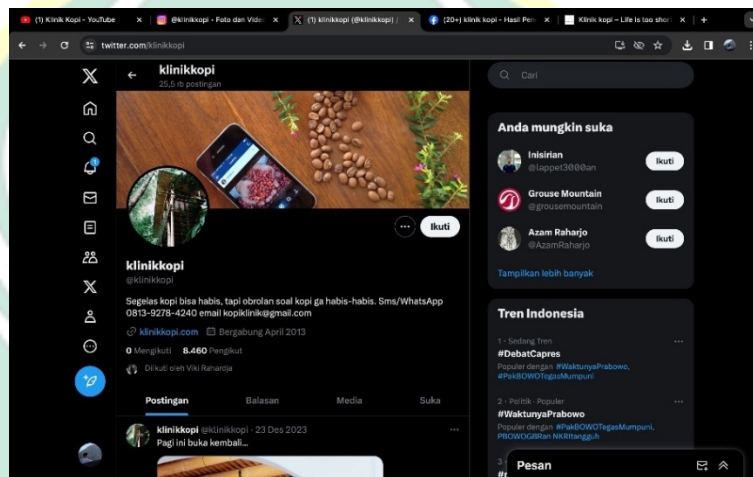 (1) Klinik Kopi - YouTube
@klinikkopi • Foto dan Vide
(1) klinikkopi (@klinikkopi) /
(20+) klinik kopi - Hasil Pen
Klinik kopi – Life is too shor
twitter.com/klinikkopi
klinikkopi
25,5 rb postingan
Ikuti
klinikkopi
@klinikkopi
Segelas kopi bisa habis, tapi obrolan soal kopi ga habis-habis. Sms/WhatsApp
0813-9278-4240 email kopiklinik@gmail.com
klinikkopi.com Bergabung April 2013
0 Mengikuti 8.460 Pengikut
Diikuti oleh Viki Rahardja
Postingan Balasan Media Suka
klinikkopi @klinikkopi · 23 Des 2023
Pagi ini buka kembali...
Cari
Anda mungkin suka
Inisirian
@lappet3000an
Ikuti
Grouse Mountain
@grousemountain
Ikuti
Azam Raharjo
@AzamRaharjo
Ikuti
Tampilkan lebih banyak
Tren Indonesia
1 · Sedang Tren
#DebatCapres
Populer dengan #WaktunyaPrabowo,
#PakBOWOTegasMumpuni
2 · Politik · Populer
#WaktunyaPrabowo
Populer dengan #PakBOWOTegasMumpuni,
PBOWOGBRan NKRItangguh
3
Pesan